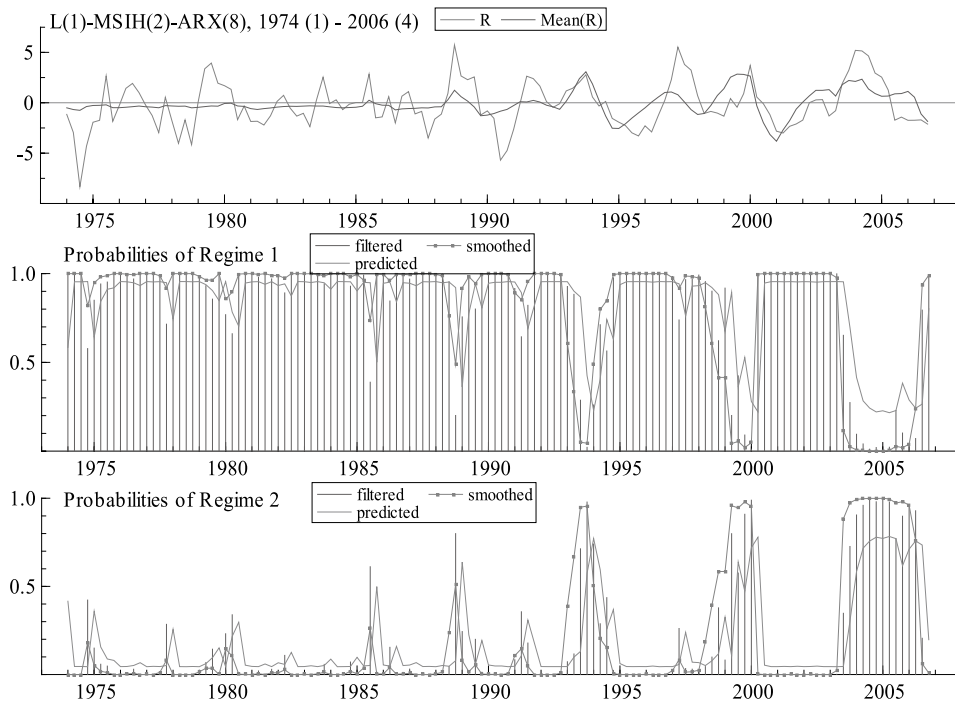 L(1)-MSIH(2)-ARX(8), 1974 (1) - 2006 (4)
R Mean(R)
5
0
-5
1975 1980 1985 1990 1995 2000 2005
Probabilities of Regime 1
filtered smoothed
predicted
1.0
0.5
1975 1980 1985 1990 1995 2000 2005
Probabilities of Regime 2
filtered smoothed
predicted
1.0
0.5
1975 1980 1985 1990 1995 2000 2005